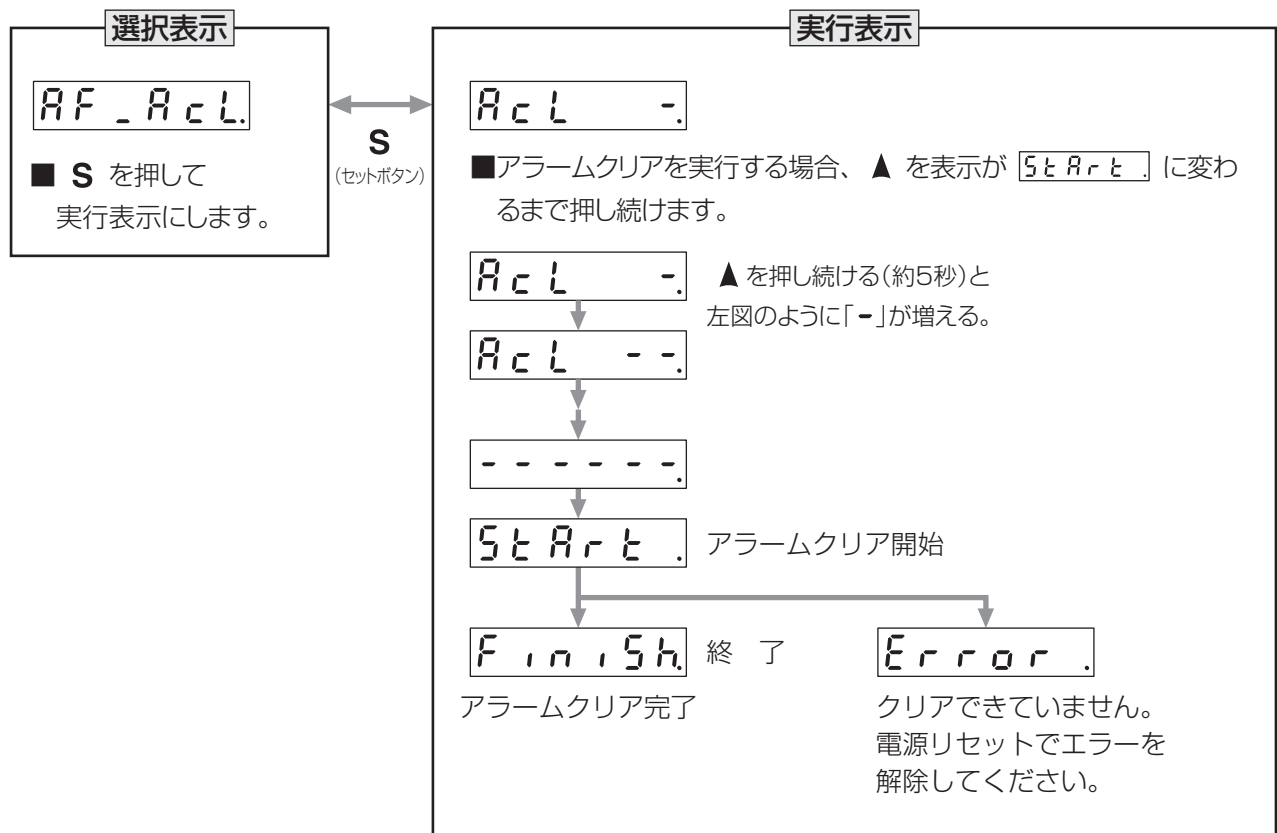 選択表示
AF_AcL.
■ S を押して
実行表示にします。
S
(セットボタン)
実行表示
AcL -.
■アラームクリアを実行する場合、▲ を表示が StArt . に変わ
るまで押し続けます。
AcL -.
▲を押し続ける(約5秒)と
左図のように「-」が増える。
AcL --.
------.
StArt . アラームクリア開始
FiniSh. 終 了
アラームクリア完了
Error .
クリアできていません。
電源リセットでエラーを
解除してください。